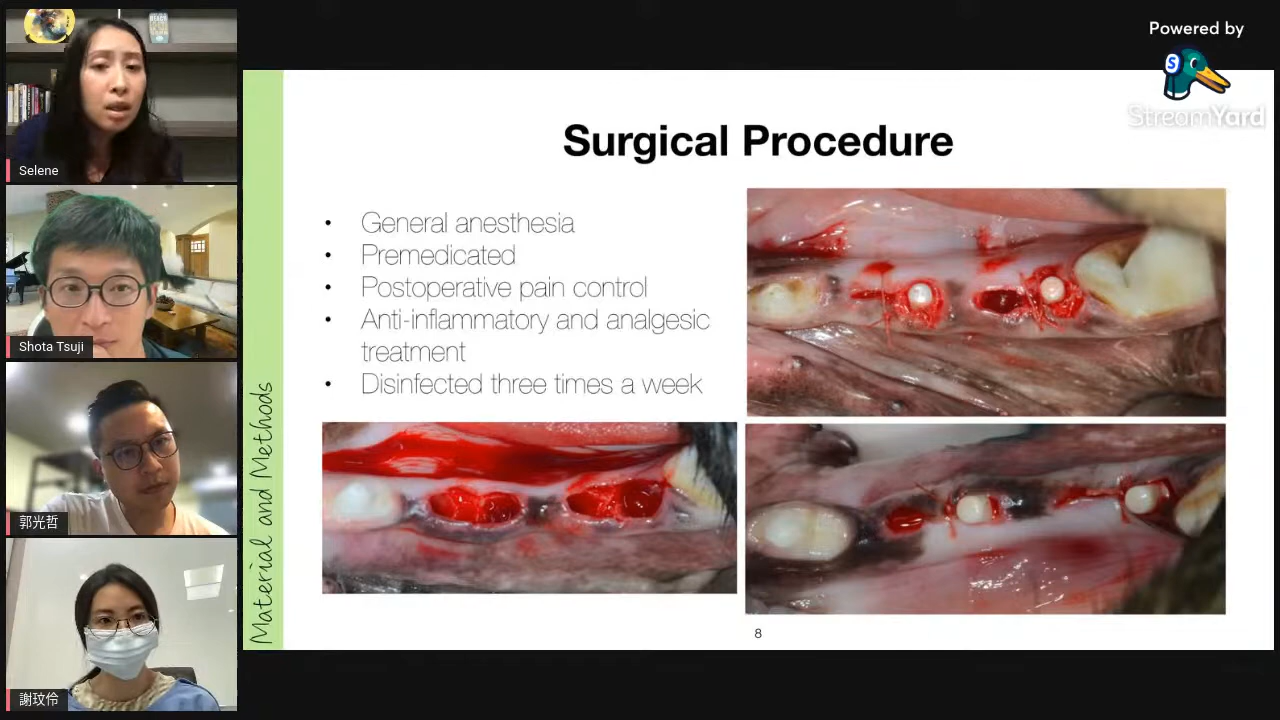 Powered by
StreamYard
Selene
Shota Tsuji
郭光哲
謝玟伶
Material and Methods
Surgical Procedure
• General anesthesia
• Premedicated
• Postoperative pain control
• Anti-inflammatory and analgesic
treatment
• Disinfected three times a week
8